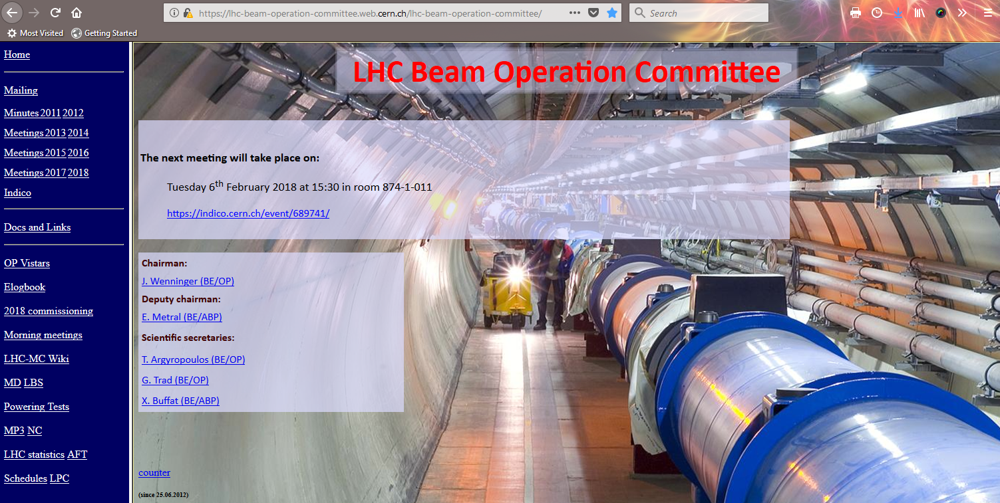 https://lhc-beam-operation-committee.web.cern.ch/lhc-beam-operation-committee/
Search
Most Visited Getting Started
Home
Mailing
Minutes 2011 2012
Meetings 2013 2014
Meetings 2015 2016
Meetings 2017 2018
Indico
Docs and Links
OP Vistars
Elogbook
2018 commissioning
Morning meetings
LHC-MC Wiki
MD LBS
Powering Tests
MP3 NC
LHC statistics AFT
Schedules LPC
LHC Beam Operation Committee
The next meeting will take place on:
Tuesday 6th February 2018 at 15:30 in room 874-1-011
https://indico.cern.ch/event/689741/
Chairman:
J. Wenninger (BE/OP)
Deputy chairman:
E. Metral (BE/ABP)
Scientific secretaries:
T. Argyropoulos (BE/OP)
G. Trad (BE/OP)
X. Buffat (BE/ABP)
counter
(since 25.06.2012)